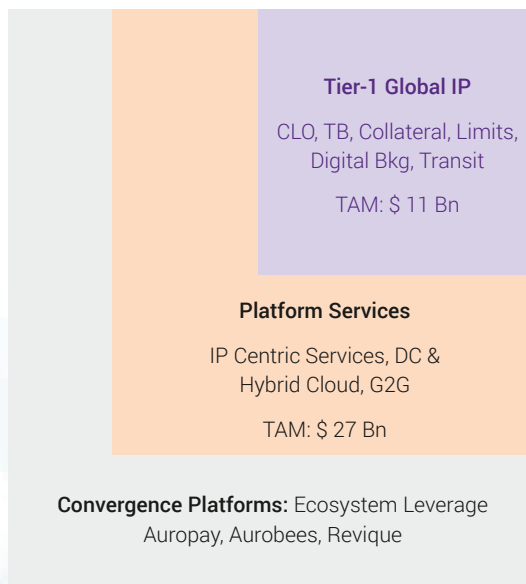 Tier-1 Global IP
CLO, TB, Collateral, Limits,
Digital Bkg, Transit
TAM: $ 11 Bn
Platform Services
IP Centric Services, DC &
Hybrid Cloud, G2G
TAM: $ 27 Bn
Convergence Platforms: Ecosystem Leverage
Auropay, Aurobees, Revique